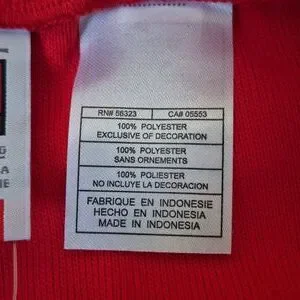 RN# 56323 CA# 05553
100% POLYESTER
EXCLUSIVE OF DECORATION
100% POLYESTER
SANS ORNEMENTS
100% POLIESTER
NO INCLUYE LA DECORACION
FABRIQUE EN INDONESIE
HECHO EN INDONESIA
MADE IN INDONESIA